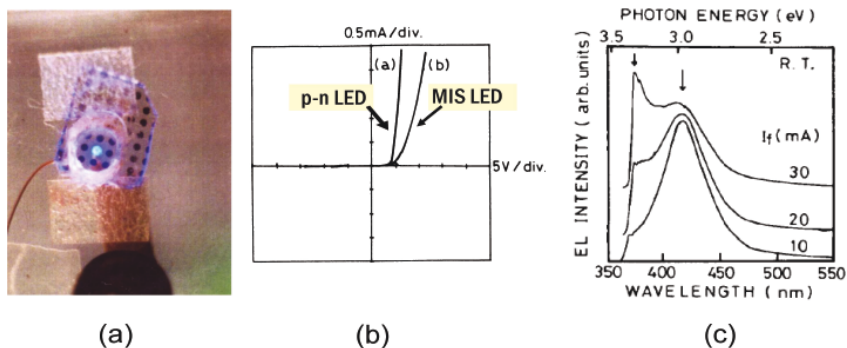 0.5mA/div.
(a)
(b)
p-n LED
MIS LED
5V/div.
PHOTON ENERGY (eV)
3.5
3.0
2.5
R. T.
EL INTENSITY (arb. units)
If (mA)
30
20
10
350
400
450
500
550
WAVELENGTH (nm)
(a)
(b)
(c)